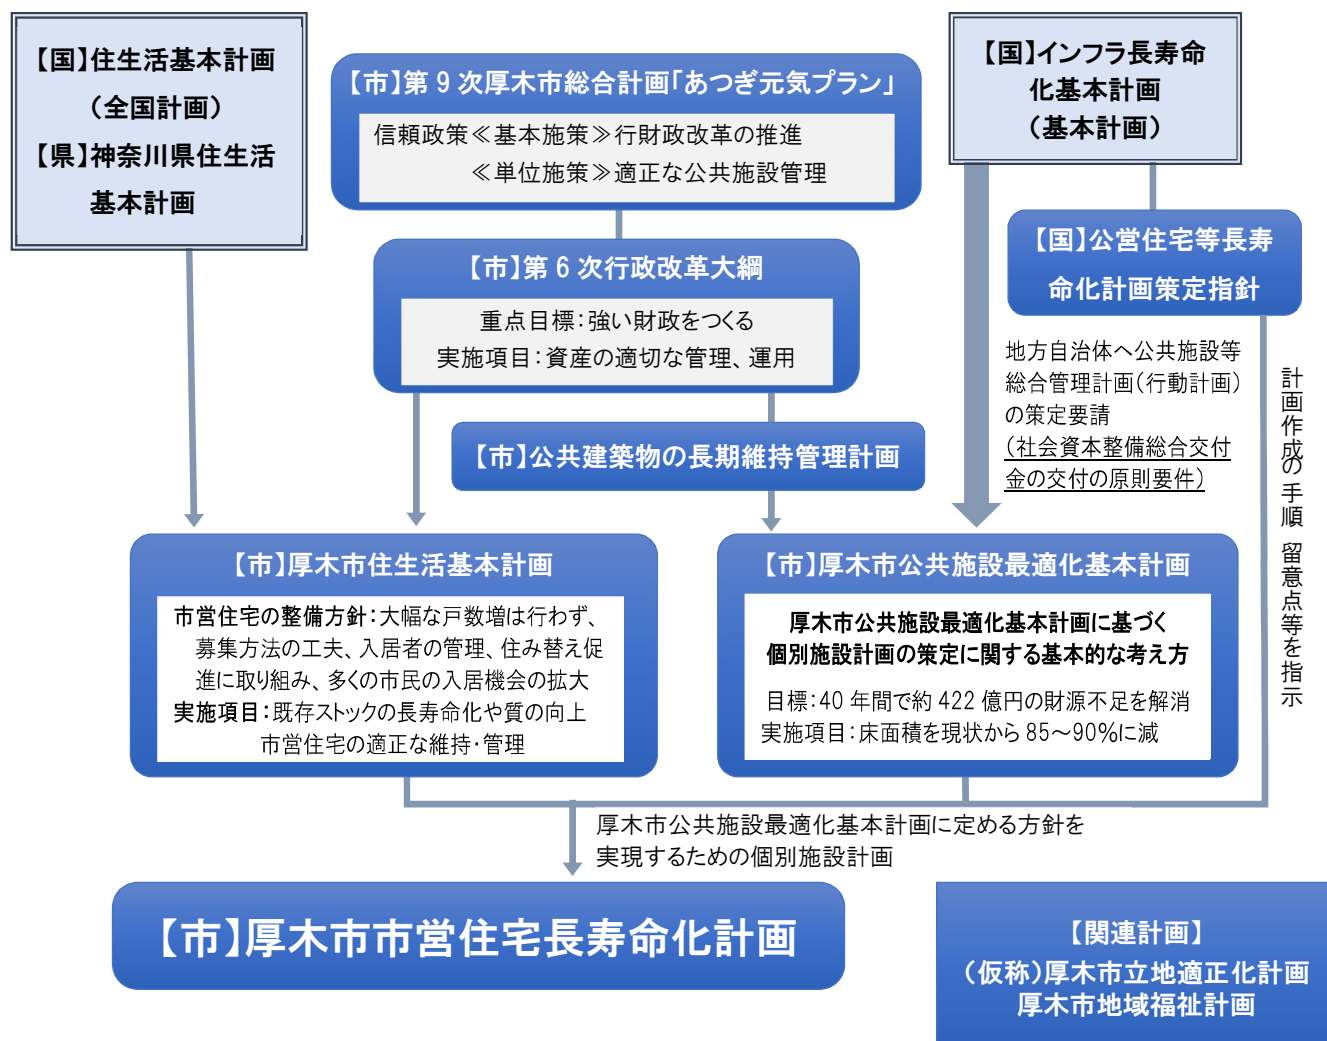 【国】住生活基本計画
（全国計画）
【県】神奈川県住生活
基本計画
【市】第9次厚木市総合計画「あつぎ元気プラン」
信頼政策≪基本施策≫行財政改革の推進
≪単位施策≫適正な公共施設管理
【国】インフラ長寿命
化基本計画
（基本計画）
【市】第6次行政改革大綱
重点目標：強い財政をつくる
実施項目：資産の適切な管理、運用
【国】公営住宅等長寿
命化計画策定指針
地方自治体へ公共施設等
総合管理計画（行動計画）
の策定要請
（社会資本整備総合交付
金の交付の原則要件）
計画作成の手順 留意点等を指示
【市】公共建築物の長期維持管理計画
【市】厚木市住生活基本計画
市営住宅の整備方針：大幅な戸数増は行わず、
募集方法の工夫、入居者の管理、住み替え促
進に取り組み、多くの市民の入居機会の拡大
実施項目：既存ストックの長寿命化や質の向上
市営住宅の適正な維持・管理
【市】厚木市公共施設最適化基本計画
厚木市公共施設最適化基本計画に基づく
個別施設計画の策定に関する基本的な考え方
目標：40年間で約422億円の財源不足を解消
実施項目：床面積を現状から85～90％に減
厚木市公共施設最適化基本計画に定める方針を
実現するための個別施設計画
【市】厚木市市営住宅長寿命化計画
【関連計画】
（仮称）厚木市立地適正化計画
厚木市地域福祉計画